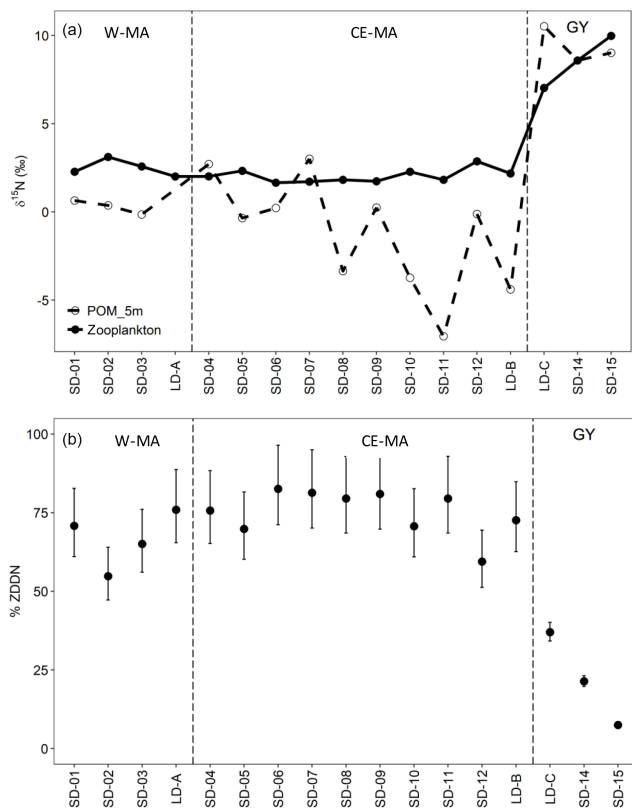 (a) W-MA CE-MA GY
10
5
0
-5
δ15N (‰)
POM_5m
Zooplankton
SD-01 SD-02 SD-03 LD-A SD-04 SD-05 SD-06 SD-07 SD-08 SD-09 SD-10 SD-11 SD-12 LD-B LD-C SD-14 SD-15
(b) W-MA CE-MA GY
100
75
50
25
0
% ZDDN
SD-01 SD-02 SD-03 LD-A SD-04 SD-05 SD-06 SD-07 SD-08 SD-09 SD-10 SD-11 SD-12 LD-B LD-C SD-14 SD-15